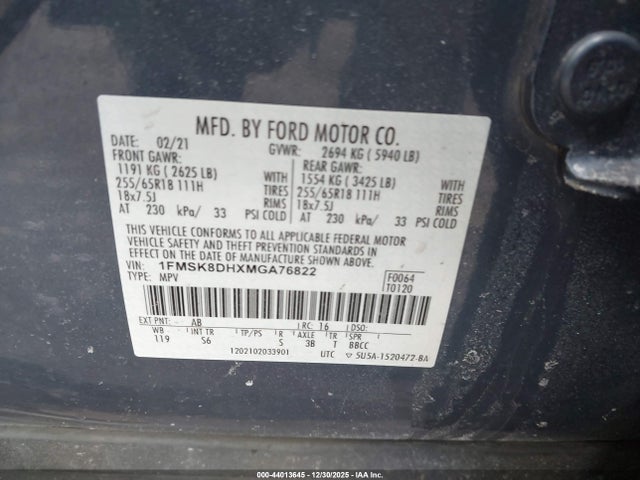 MFD. BY FORD MOTOR CO.
DATE: 02/21 GVWR: 2694 KG ( 5940 LB)
FRONT GAWR: REAR GAWR:
1191 KG ( 2625 LB) WITH 1554 KG ( 3425 LB) WITH
255/65R18 111H TIRES 255/65R18 111H TIRES
18x7.5J RIMS 18x7.5J RIMS
AT 230 kPa/ 33 PSI COLD AT 230 kPa/ 33 PSI COLD
THIS VEHICLE CONFORMS TO ALL APPLICABLE FEDERAL MOTOR
VEHICLE SAFETY AND THEFT PREVENTION STANDARDS IN
EFFECT ON THE DATE OF MANUFACTURE SHOWN ABOVE.
VIN: 1FMSK8DHXMGA76822 F0064
TYPE: MPV T0120
EXT PNT: AB RC: 16 DSO:
WB INT TR TP/PS R AXLE TR SPR
119 S6 S 3B T BBCC
1202102033901 UTC 5U5A-1520472-BA
000-44013645 - 12/30/2025 - IAA Inc.